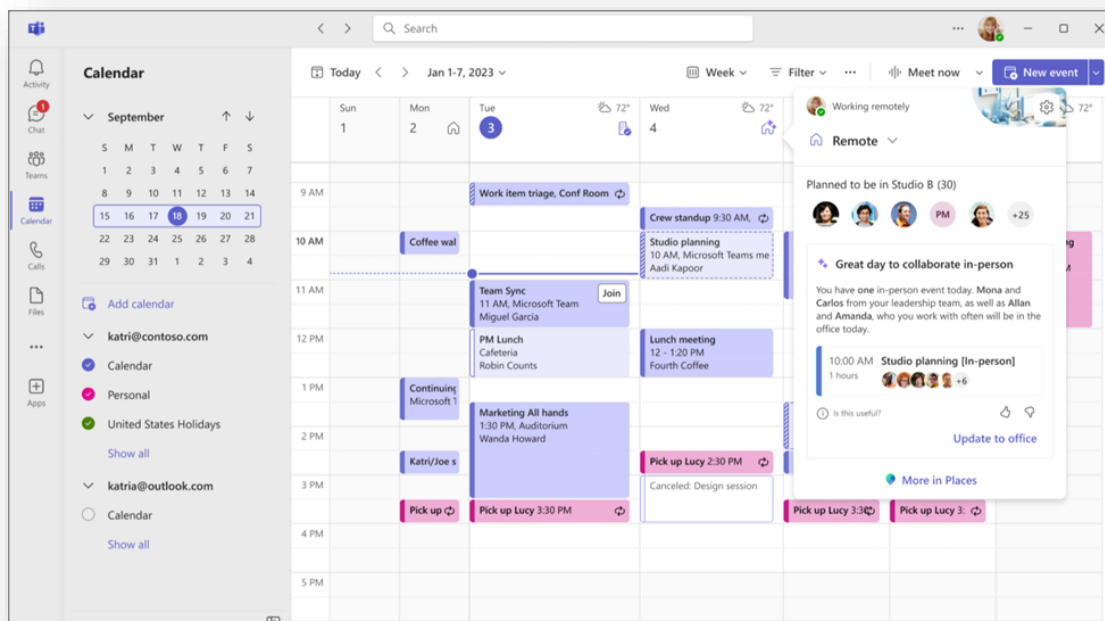 Search
Activity
1
Chat
Teams
Calendar
Calls
Files
Apps
Calendar
September
S M T W T F S
1 2 3 4 5 6 7
8 9 10 11 12 13 14
15 16 17 18 19 20 21
22 23 24 25 26 27 28
29 30 31 1 2 3 4
Add calendar
katri@contoso.com
Calendar
Personal
United States Holidays
Show all
katria@outlook.com
Calendar
Show all
Today
Jan 1-7, 2023
Week
Filter
Meet now
New event
Sun
1
Mon
2
Tue
72°
3
Wed
72°
4
72°
9 AM
10 AM
11 AM
12 PM
1 PM
2 PM
3 PM
4 PM
5 PM
Coffee wal
Continuing
Microsoft T
Katri/Joe s
Pick up
Work item triage, Conf Room
Team Sync
11 AM, Microsoft Team
Miguel Garcia
Join
PM Lunch
Cafeteria
Robin Counts
Marketing All hands
1:30 PM, Auditorium
Wanda Howard
Pick up Lucy 3:30 PM
Crew standup 9:30 AM,
Studio planning
10 AM, Microsoft Teams me
Aadi Kapoor
Lunch meeting
12 - 1:20 PM
Fourth Coffee
Pick up Lucy 2:30 PM
Canceled: Design session
Pick up Lucy 3:30
Pick up Lucy 3:
Working remotely
Remote
Planned to be in Studio B (30)
PM
+25
Great day to collaborate in-person
You have one in-person event today. Mona and
Carlos from your leadership team, as well as Allan
and Amanda, who you work with often will be in the
office today.
10:00 AM Studio planning [In-person]
1 hours
+6
Is this useful?
Update to office
More in Places